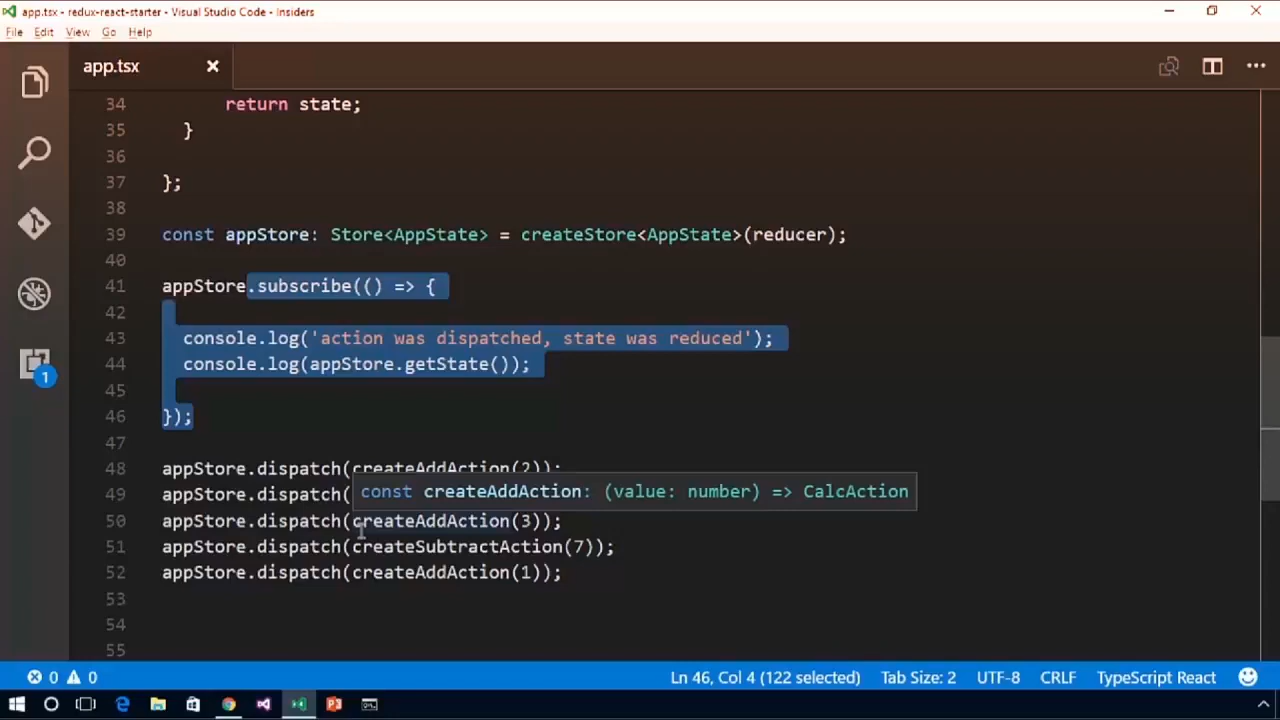 app.tsx - redux-react-starter - Visual Studio Code - Insiders
File Edit View Go Help
app.tsx
34 return state;
35 }
36
37 };
38
39 const appStore: Store<AppState> = createStore<AppState>(reducer);
40
41 appStore.subscribe(() => {
42
43 console.log('action was dispatched, state was reduced');
44 console.log(appStore.getState());
45
46 });
47
48 appStore.dispatch(createAddAction(2));
const createAddAction: (value: number) => CalcAction
49 appStore.dispatch(
50 appStore.dispatch(createAddAction(3));
51 appStore.dispatch(createSubtractAction(7));
52 appStore.dispatch(createAddAction(1));
53
54
55
1
0 0 Ln 46, Col 4 (122 selected) Tab Size: 2 UTF-8 CRLF TypeScript React